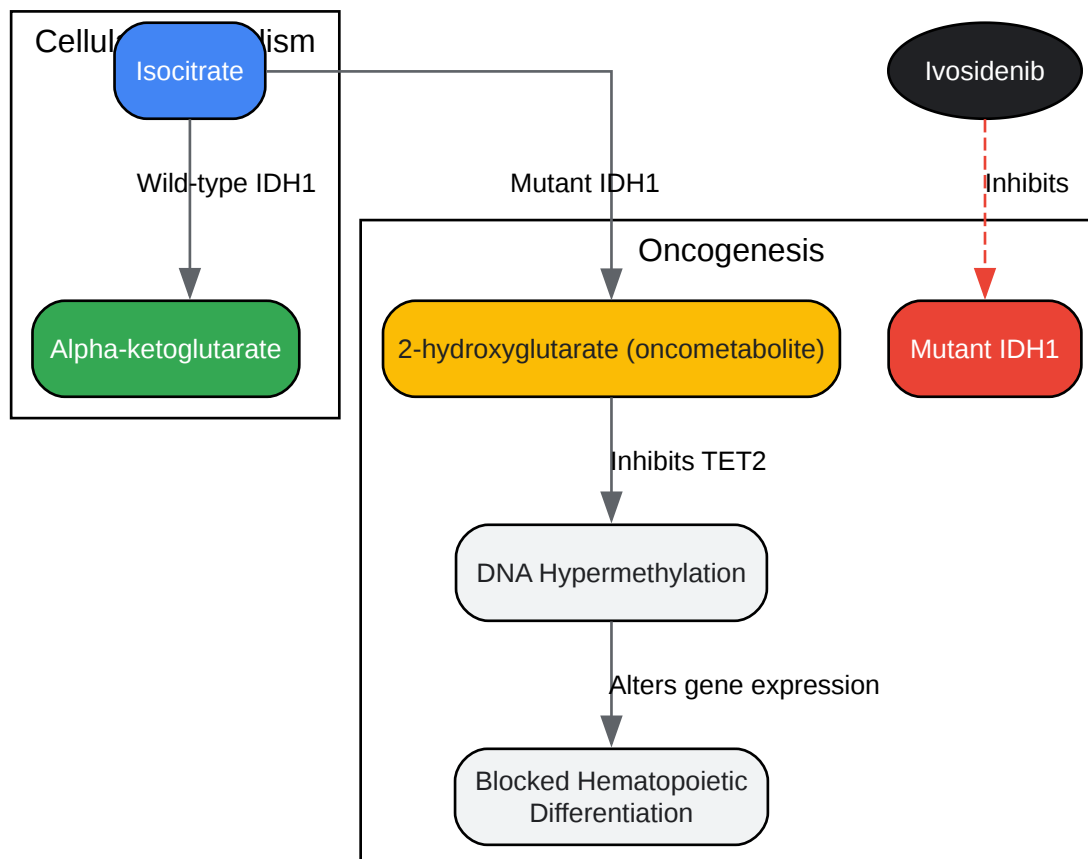 Cellula lism
Isocitrate
Ivosidenib
Wild-type IDH1
Mutant IDH1
Inhibits
Oncogenesis
Alpha-ketoglutarate
2-hydroxyglutarate (oncometabolite)
Mutant IDH1
Inhibits TET2
DNA Hypermethylation
Alters gene expression
Blocked Hematopoietic
Differentiation